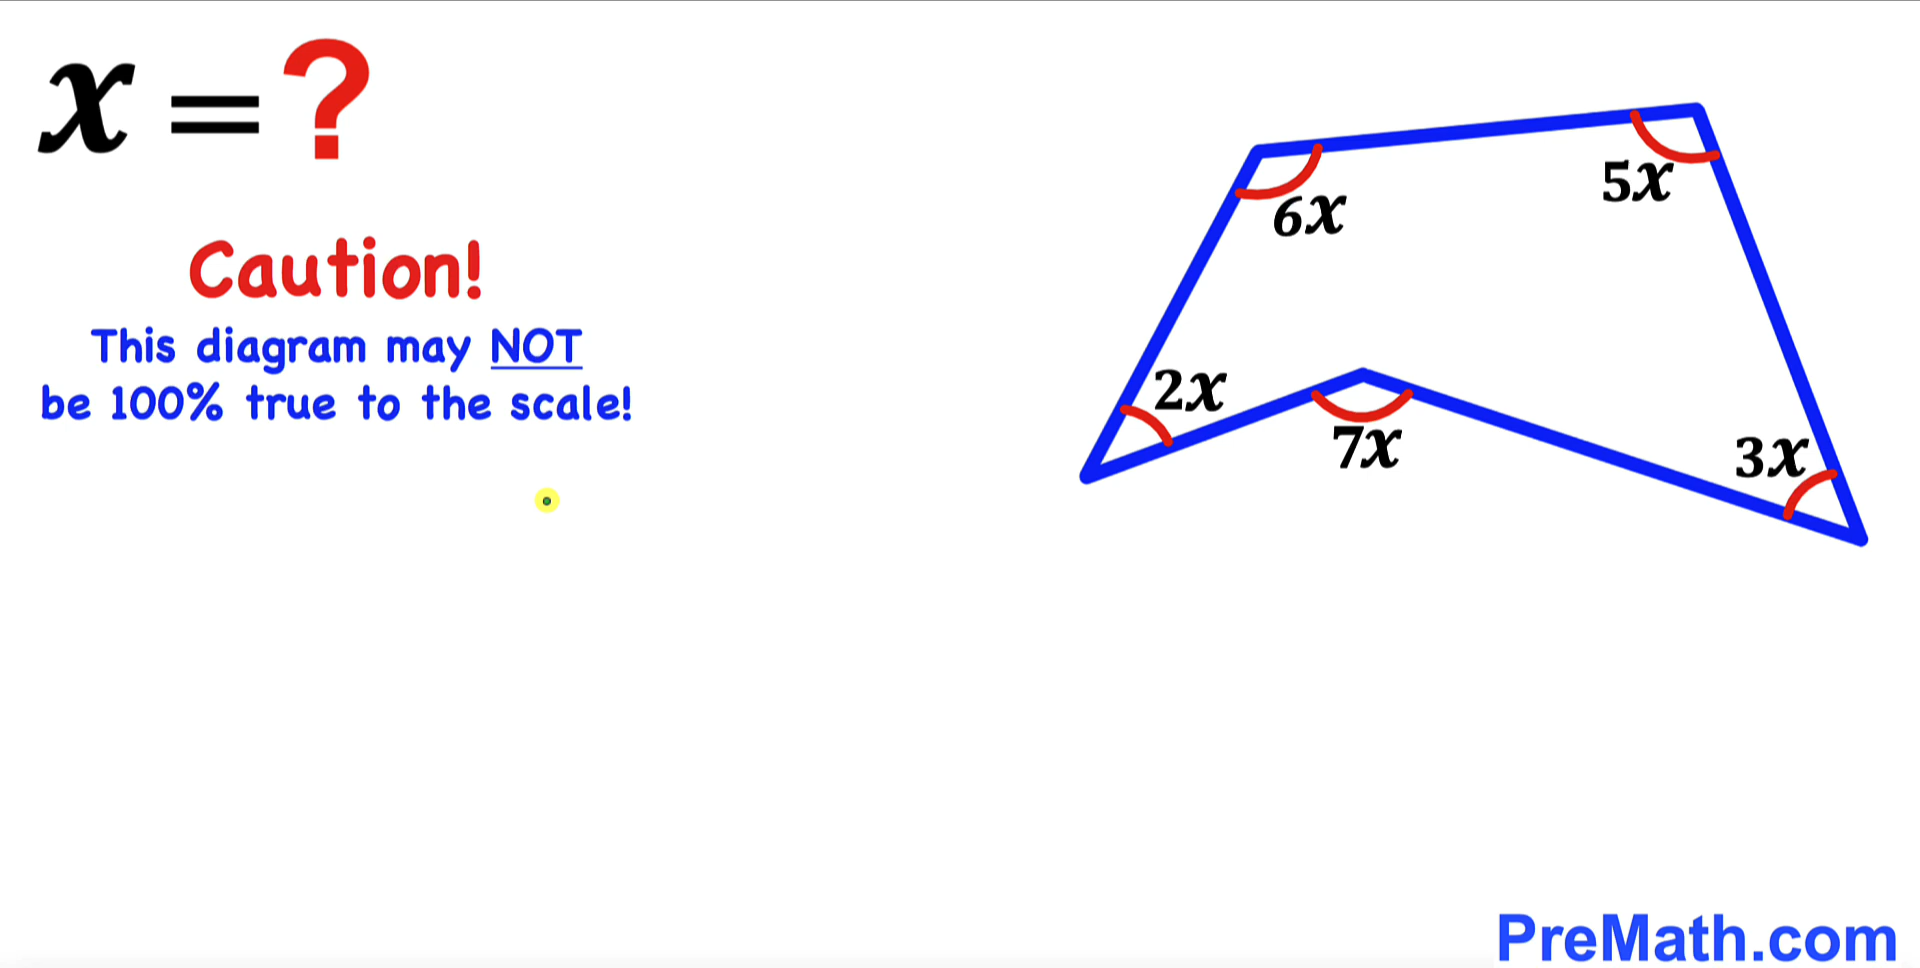 x = ?
Caution!
This diagram may NOT
be 100% true to the scale!
6x
5x
2x
7x
3x
PreMath.com